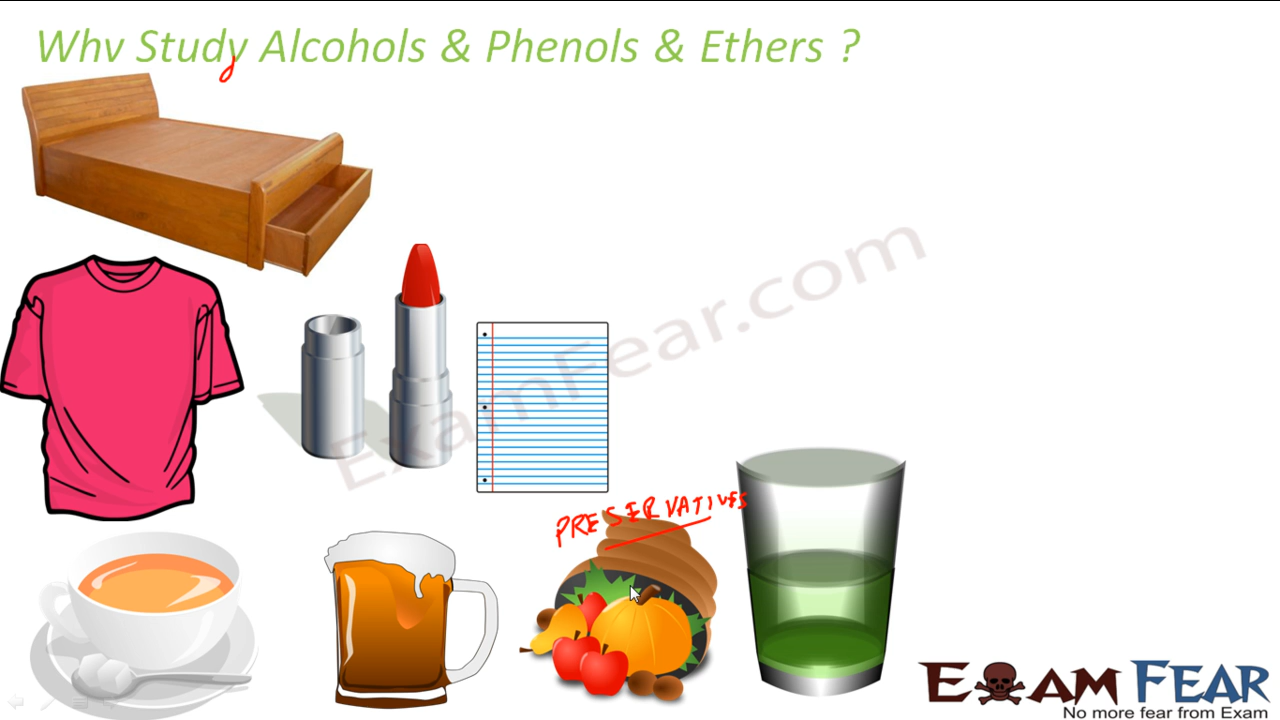 Why Study Alcohols & Phenols & Ethers ?
ExamFear.com
PRESERVATIVES
EXAM FEAR
No more fear from Exam